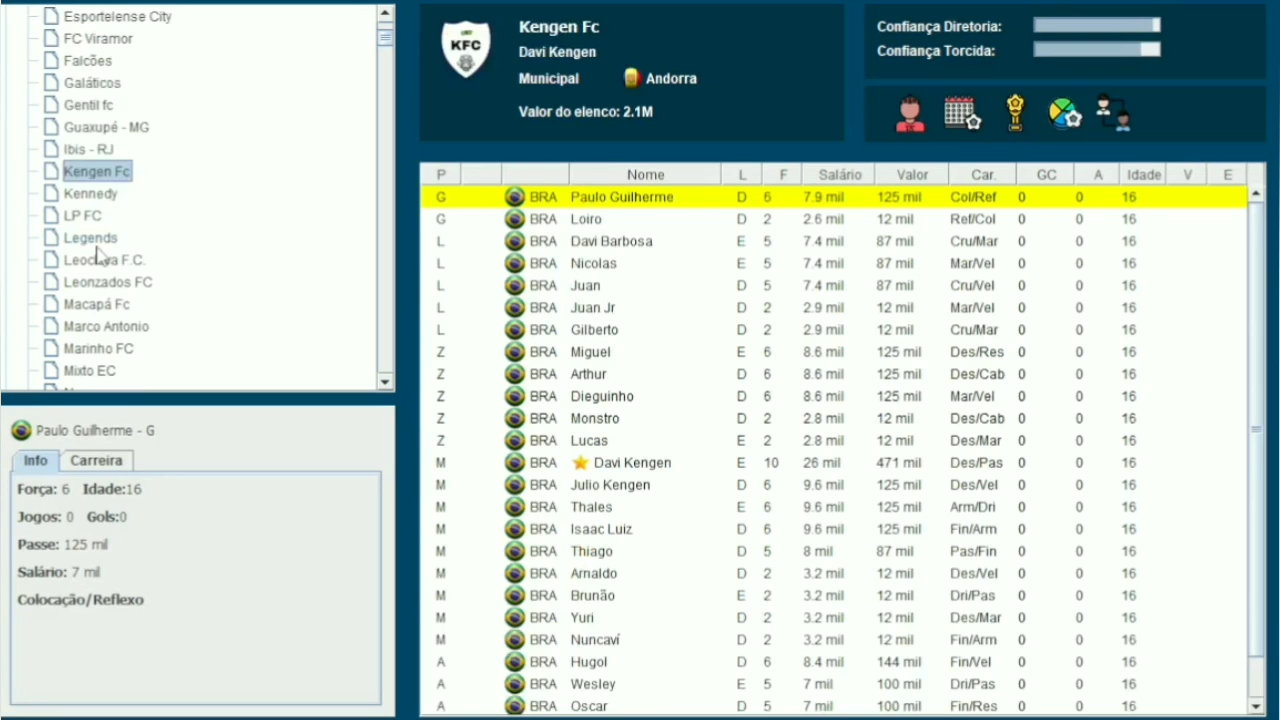 Esportelense City
FC Viramor
Falcões
Galáticos
Gentil fc
Guaxupé - MG
Ibis - RJ
Kengen Fc
Kennedy
LP FC
Legends
F.C.
Leonzados FC
Macapá Fc
Marco Antonio
Marinho FC
Mixto EC
Paulo Guilherme - G
Info Carreira
Força: 6 Idade:16
Jogos: 0 Gols:0
Passe: 125 mil
Salário: 7 mil
Colocação/Reflexo
KFC
Kengen Fc
Davi Kengen
Municipal Andorra
Valor do elenco: 2.1M
Confiança Diretoria:
Confiança Torcida:
P Nome L F Salário Valor Car. GC A Idade V E
G BRA Paulo Guilherme D 6 7.9 mil 125 mil Col/Ref 0 0 16
G BRA Loiro D 2 2.6 mil 12 mil Ref/Col 0 0 16
L BRA Davi Barbosa E 5 7.4 mil 87 mil Cru/Mar 0 0 16
L BRA Nicolas E 5 7.4 mil 87 mil Mar/Vel 0 0 16
L BRA Juan D 5 7.4 mil 87 mil Cru/Vel 0 0 16
L BRA Juan Jr D 2 2.9 mil 12 mil Mar/Vel 0 0 16
L BRA Gilberto D 2 2.9 mil 12 mil Cru/Mar 0 0 16
Z BRA Miguel E 6 8.6 mil 125 mil Des/Res 0 0 16
Z BRA Arthur D 6 8.6 mil 125 mil Des/Cab 0 0 16
Z BRA Dieguinho D 6 8.6 mil 125 mil Mar/Vel 0 0 16
Z BRA Monstro D 2 2.8 mil 12 mil Des/Cab 0 0 16
Z BRA Lucas E 2 2.8 mil 12 mil Des/Mar 0 0 16
M BRA Davi Kengen E 10 26 mil 471 mil Des/Pas 0 0 16
M BRA Julio Kengen D 6 9.6 mil 125 mil Des/Vel 0 0 16
M BRA Thales E 6 9.6 mil 125 mil Arm/Dri 0 0 16
M BRA Isaac Luiz D 6 9.6 mil 125 mil Fin/Arm 0 0 16
M BRA Thiago D 5 8 mil 87 mil Pas/Fin 0 0 16
M BRA Arnaldo D 2 3.2 mil 12 mil Des/Vel 0 0 16
M BRA Brunão E 2 3.2 mil 12 mil Dri/Pas 0 0 16
M BRA Yuri D 2 3.2 mil 12 mil Des/Mar 0 0 16
M BRA Nuncaví D 2 3.2 mil 12 mil Fin/Arm 0 0 16
A BRA Hugol D 6 8.4 mil 144 mil Fin/Vel 0 0 16
A BRA Wesley E 5 7 mil 100 mil Dri/Pas 0 0 16
A BRA Oscar D 5 7 mil 100 mil Fin/Res 0 0 16